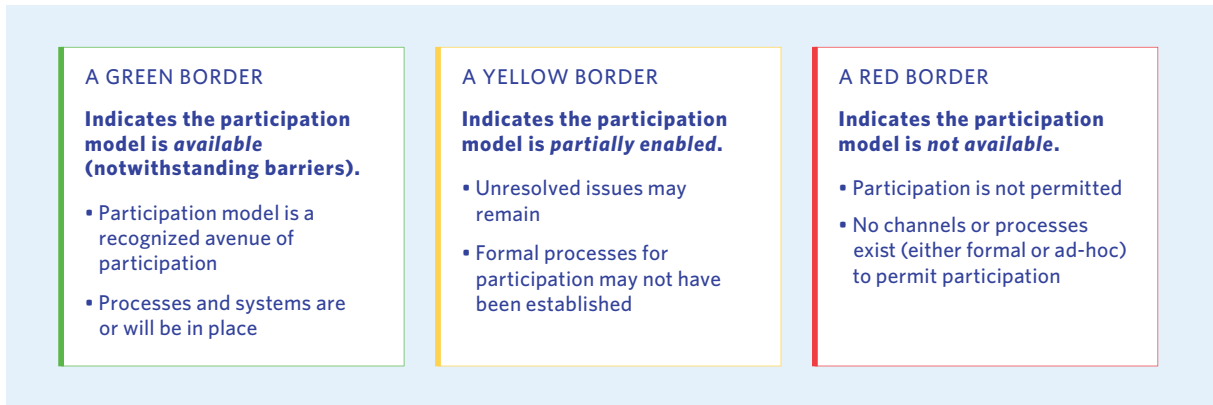 A GREEN BORDER
Indicates the participation
model is available
(notwithstanding barriers).
• Participation model is a
recognized avenue of
participation
• Processes and systems are
or will be in place
A YELLOW BORDER
Indicates the participation
model is partially enabled.
• Unresolved issues may
remain
• Formal processes for
participation may not have
been established
A RED BORDER
Indicates the participation
model is not available.
• Participation is not permitted
• No channels or processes
exist (either formal or ad-hoc)
to permit participation